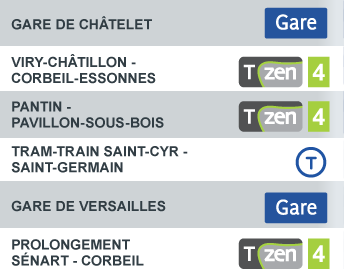 GARE DE CHÂTELET Gare
VIRY-CHÂTILLON -
CORBEIL-ESSONNES T zen 4
PANTIN -
PAVILLON-SOUS-BOIS T zen 4
TRAM-TRAIN SAINT-CYR -
SAINT-GERMAIN T
GARE DE VERSAILLES Gare
PROLONGEMENT
SÉNART - CORBEIL T zen 4